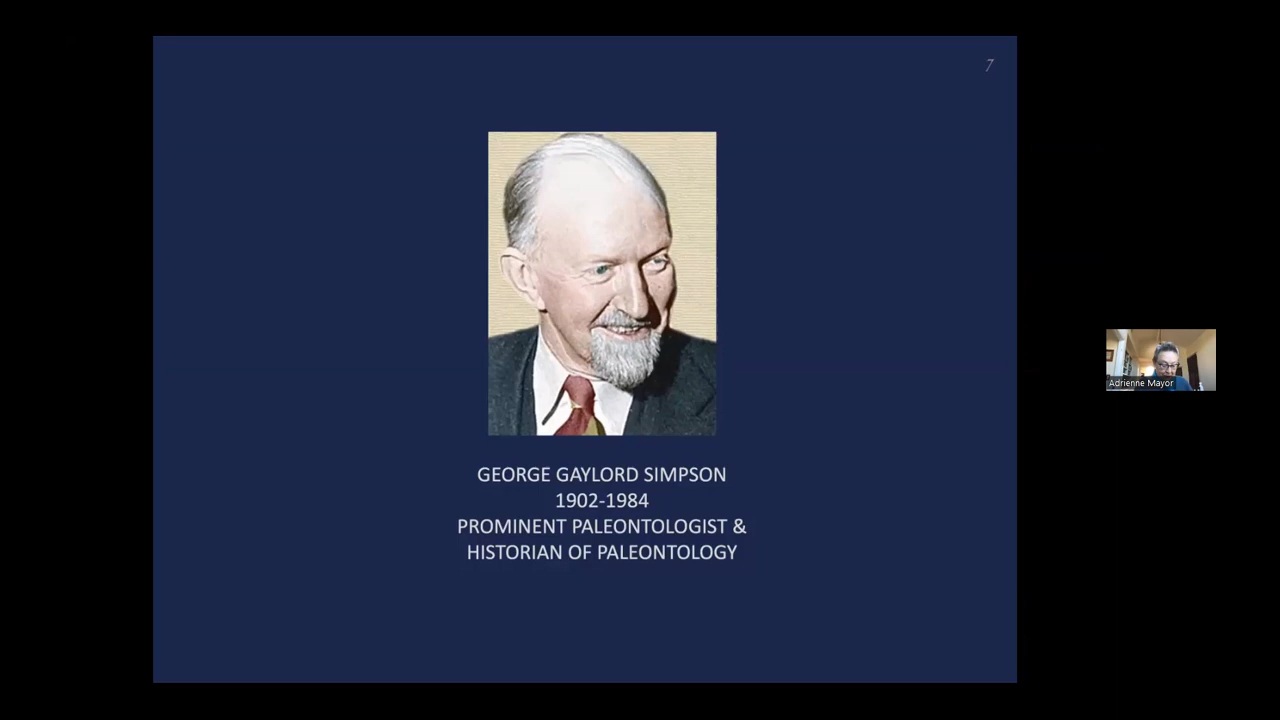 7
GEORGE GAYLORD SIMPSON
1902-1984
PROMINENT PALEONTOLOGIST &
HISTORIAN OF PALEONTOLOGY
Adrienne Mayor